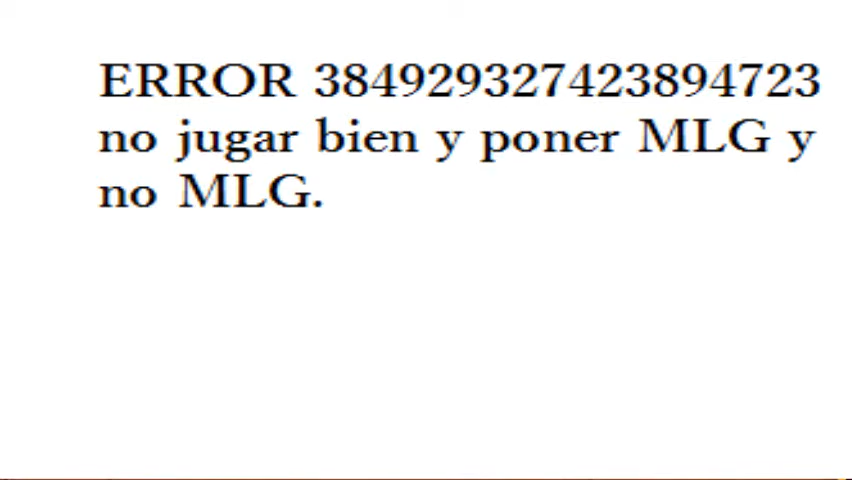 ERROR 384929327423894723
no jugar bien y poner MLG y
no MLG.